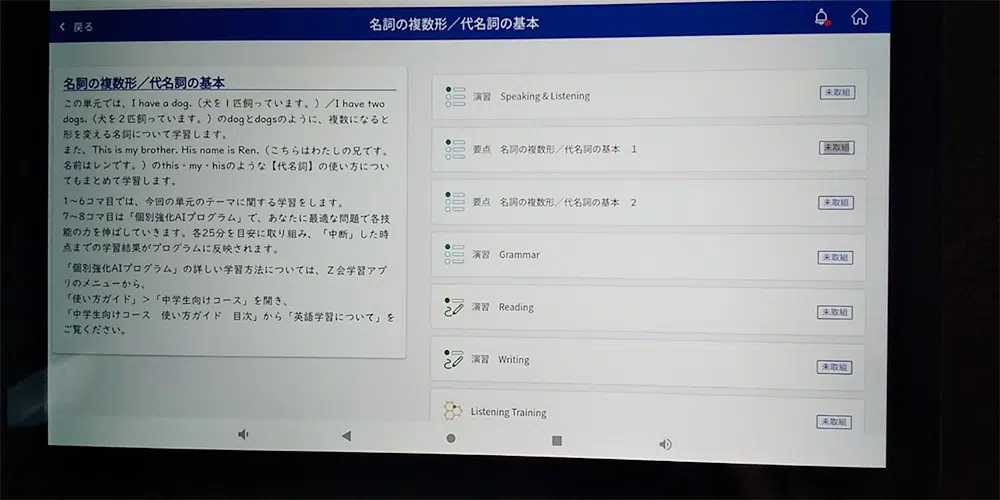 戻る
名詞の複数形／代名詞の基本
名詞の複数形／代名詞の基本
この単元では、I have a dog.（犬を1匹飼っています。）／I have two
dogs.（犬を2匹飼っています。）のdogとdogsのように、複数になると
形を変える名詞について学習します。
また、This is my brother. His name is Ren.（こちらはわたしの兄です。
名前はレンです。）のthis・my・hisのような【代名詞】の使い方につい
てもまとめて学習します。
1～6コマ目では、今回の単元のテーマに関する学習をします。
7～8コマ目は「個別強化AIプログラム」で、あなたに最適な問題で各技
能の力を伸ばしていきます。各25分を目安に取り組み、「中断」した時
点までの学習結果がプログラムに反映されます。
「個別強化AIプログラム」の詳しい学習方法については、Z会学習アプ
リのメニューから、
「使い方ガイド」＞「中学生向けコース」を開き、
「中学生向けコース　使い方ガイド　目次」から「英語学習について」を
ご覧ください。
演習　Speaking & Listening　未取組
要点　名詞の複数形／代名詞の基本　1　未取組
要点　名詞の複数形／代名詞の基本　2　未取組
演習　Grammar　未取組
演習　Reading　未取組
演習　Writing　未取組
Listening Training　未取組